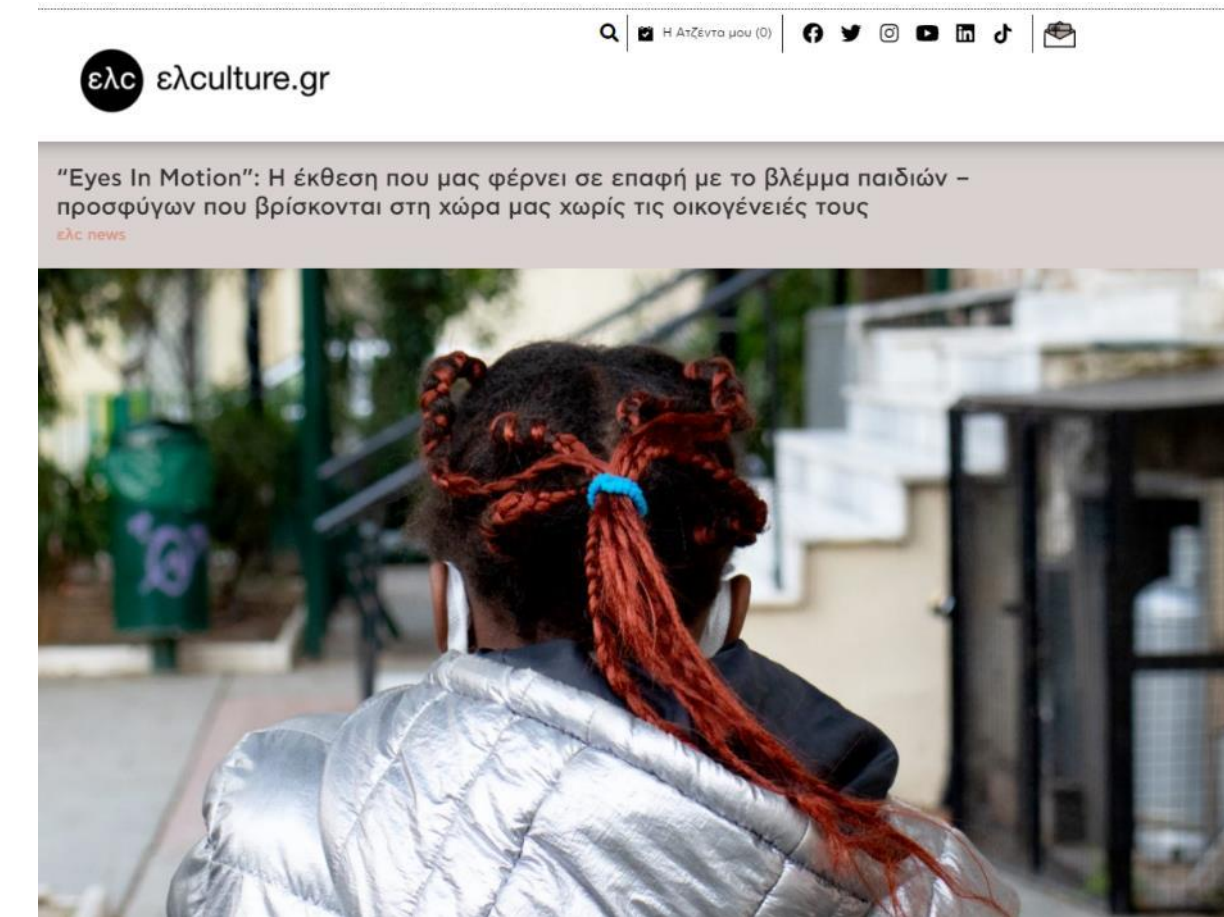 Η Ατζέντα μου (0)
ελc ελculture.gr
“Eyes In Motion”: Η έκθεση που μας φέρνει σε επαφή με το βλέμμα παιδιών –
προσφύγων που βρίσκονται στη χώρα μας χωρίς τις οικογένειές τους
ελc news